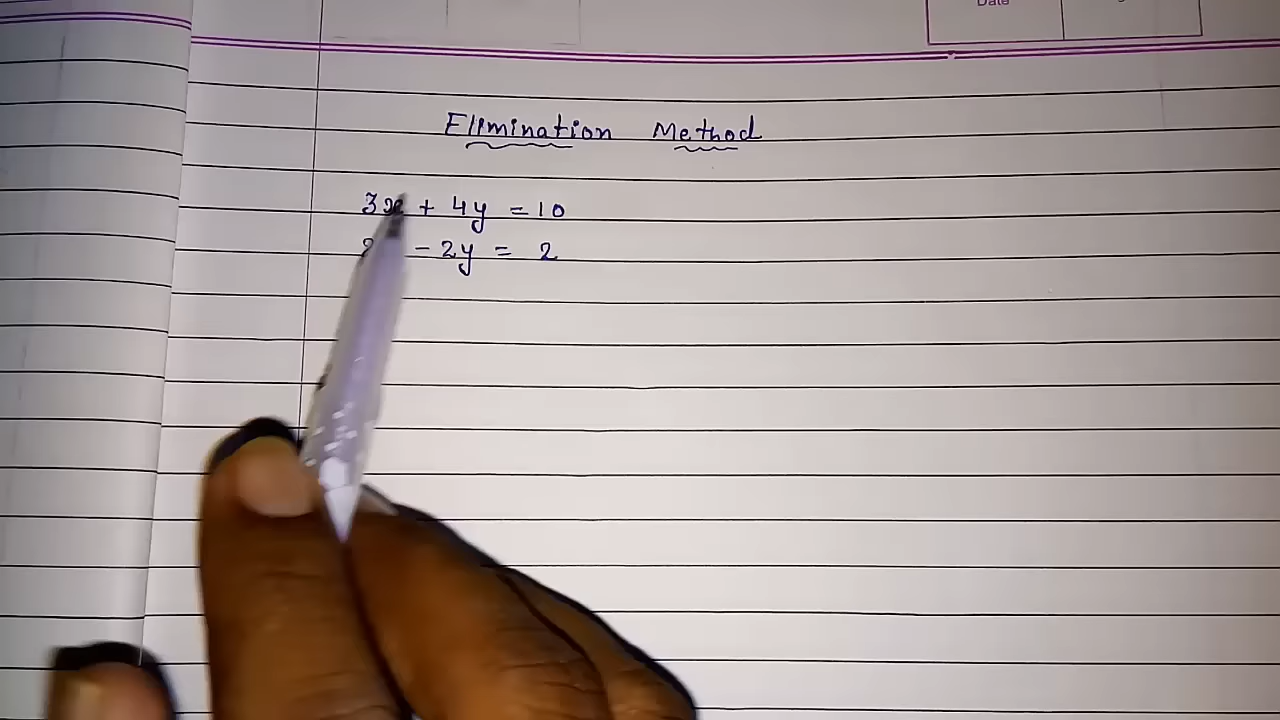 Date
Elimination Method
3x + 4y = 10
- 2y = 2